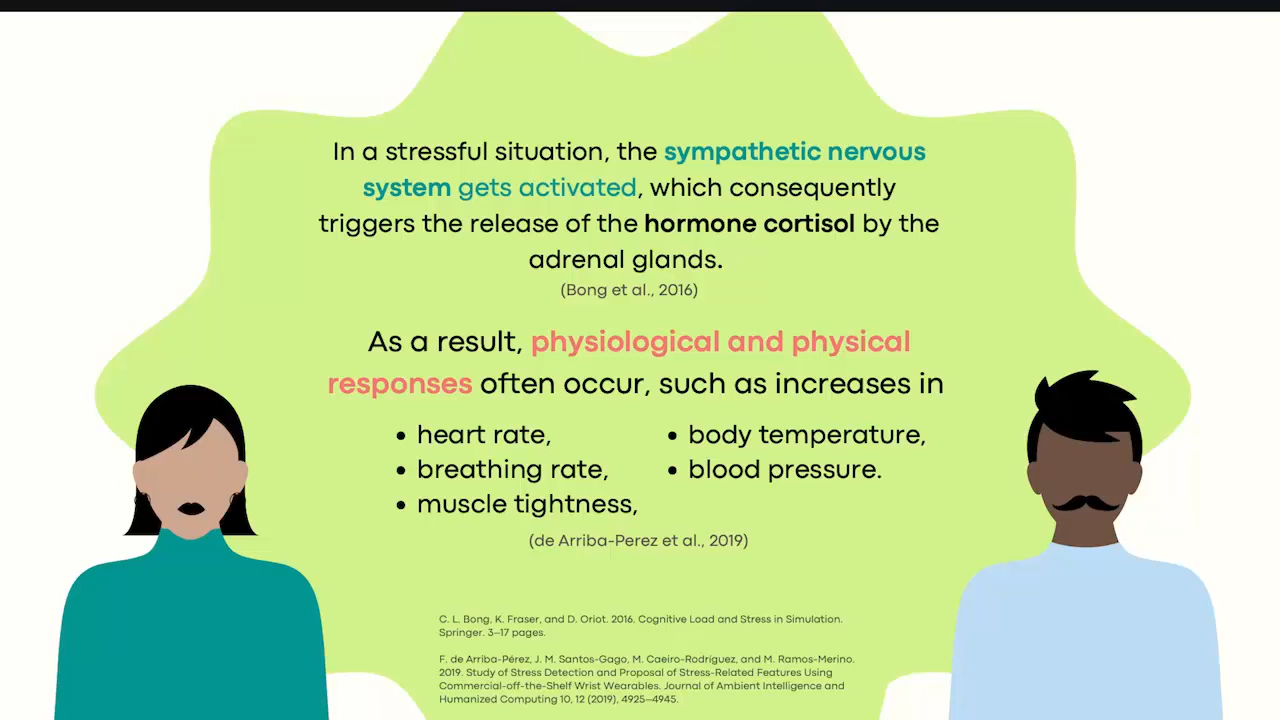 In a stressful situation, the sympathetic nervous
system gets activated, which consequently
triggers the release of the hormone cortisol by the
adrenal glands.
(Bong et al., 2016)
As a result, physiological and physical
responses often occur, such as increases in
• heart rate,
• breathing rate,
• muscle tightness,
• body temperature,
• blood pressure.
(de Arriba-Perez et al., 2019)
C. L. Bong, K. Fraser, and D. Oriot. 2016. Cognitive Load and Stress in Simulation.
Springer. 3–17 pages.
F. de Arriba-Pérez, J. M. Santos-Gago, M. Caeiro-Rodríguez, and M. Ramos-Merino.
2019. Study of Stress Detection and Proposal of Stress-Related Features Using
Commercial-off-the-Shelf Wrist Wearables. Journal of Ambient Intelligence and
Humanized Computing 10, 12 (2019), 4925–4945.